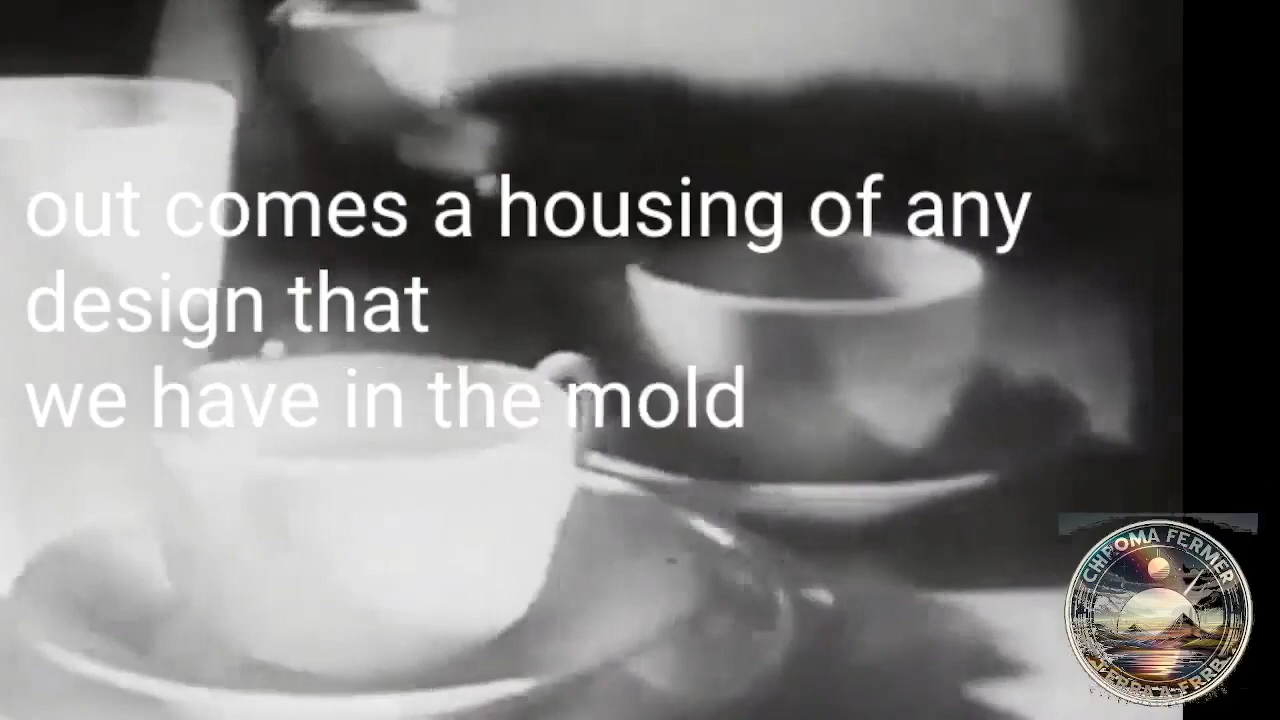 out comes a housing of any
design that
we have in the mold
CHROMA FERMER